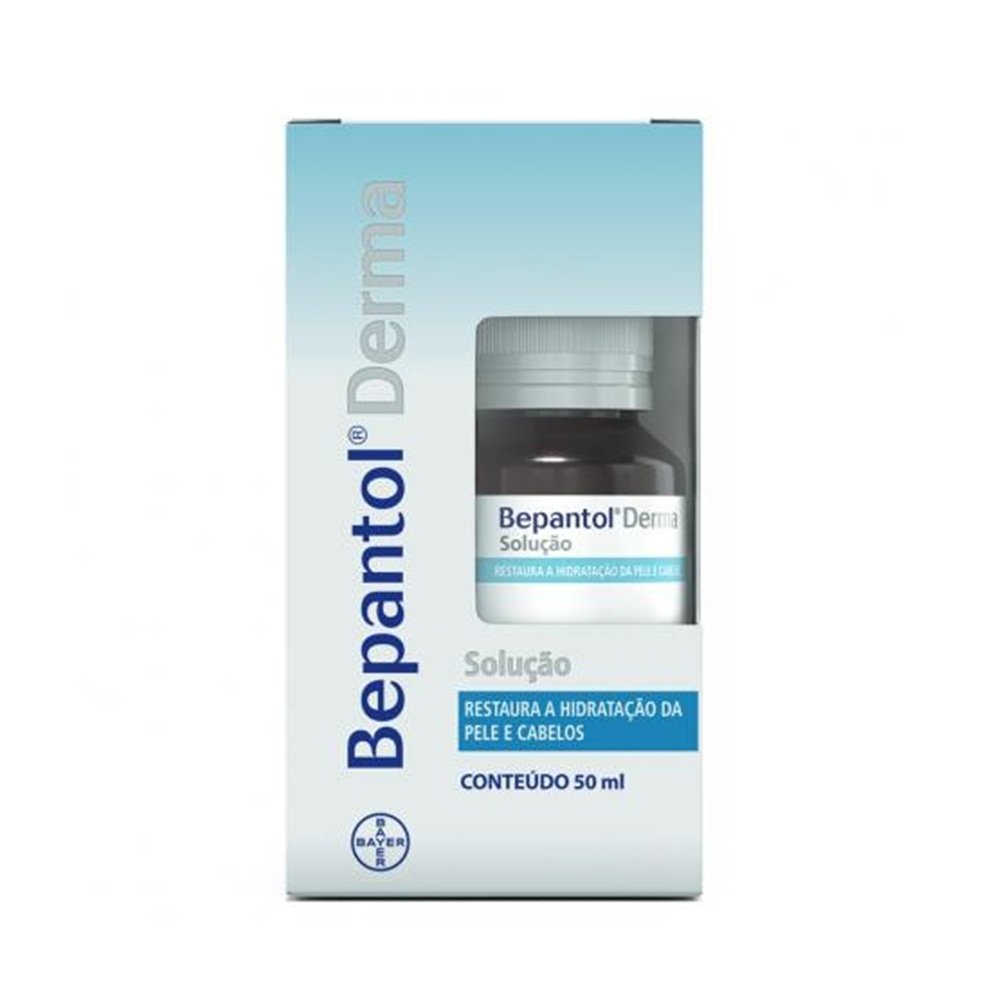 Bepantol® Derma
Bepantol® Derma
Solução
RESTAURA A HIDRATAÇÃO DA PELE E CABELOS
Solução
RESTAURA A HIDRATAÇÃO DA
PELE E CABELOS
CONTEÚDO 50 ml
BAYER
BAYER